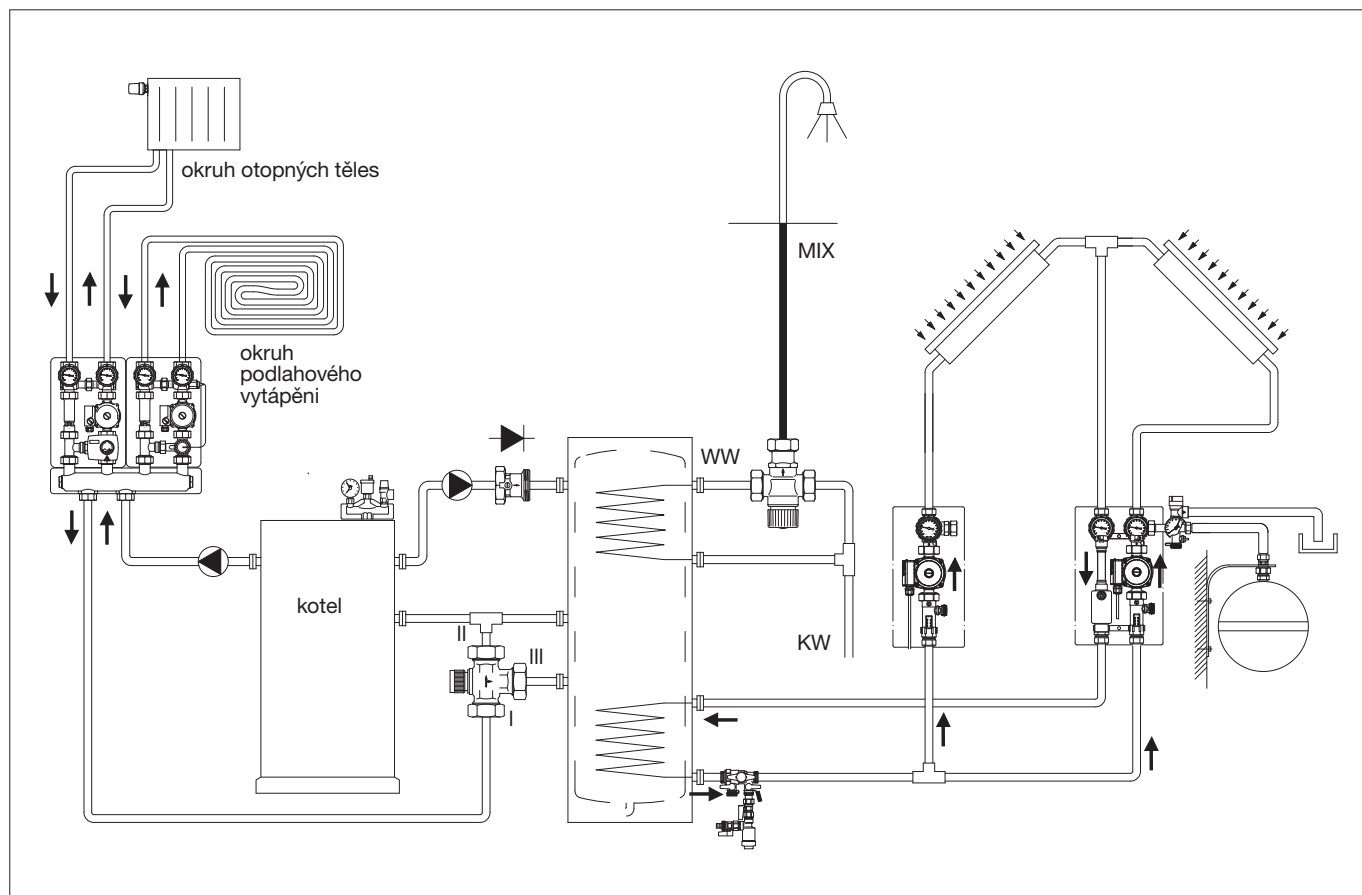 okruh otopných těles
MIX
okruh
podlahového
vytápěni
WW
kotel
II
III
KW
I